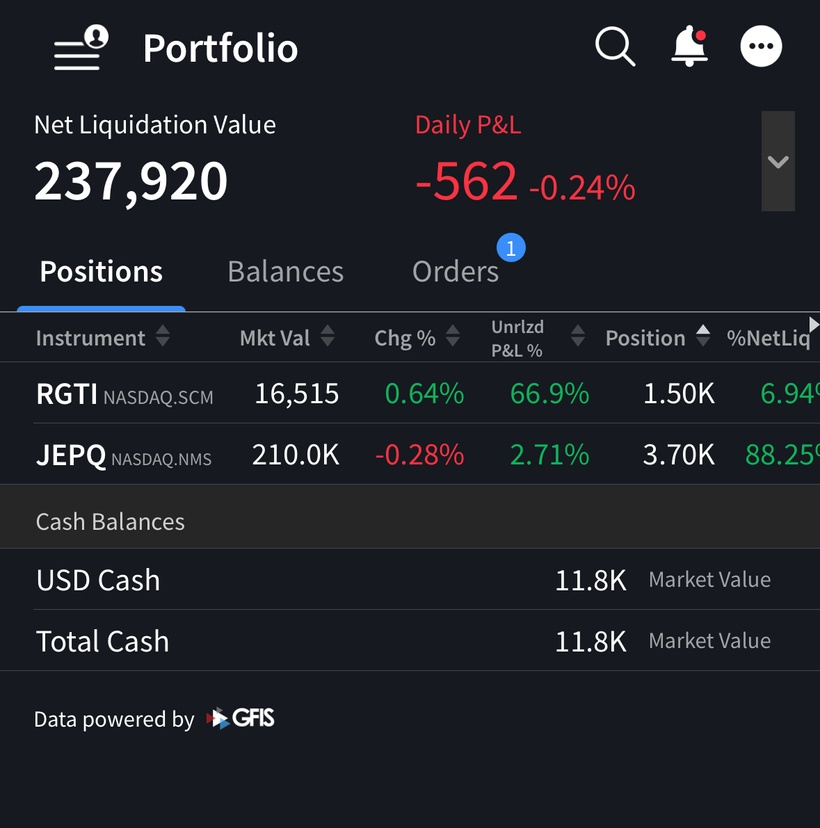 Portfolio
Net Liquidation Value Daily P&L
237,920 -562 -0.24%
Positions Balances Orders 1
Instrument Mkt Val Chg % Unrlzd P&L % Position %NetLiq
RGTI NASDAQ.SCM 16,515 0.64% 66.9% 1.50K 6.94%
JEPQ NASDAQ.NMS 210.0K -0.28% 2.71% 3.70K 88.25%
Cash Balances
USD Cash 11.8K Market Value
Total Cash 11.8K Market Value
Data powered by GFIS